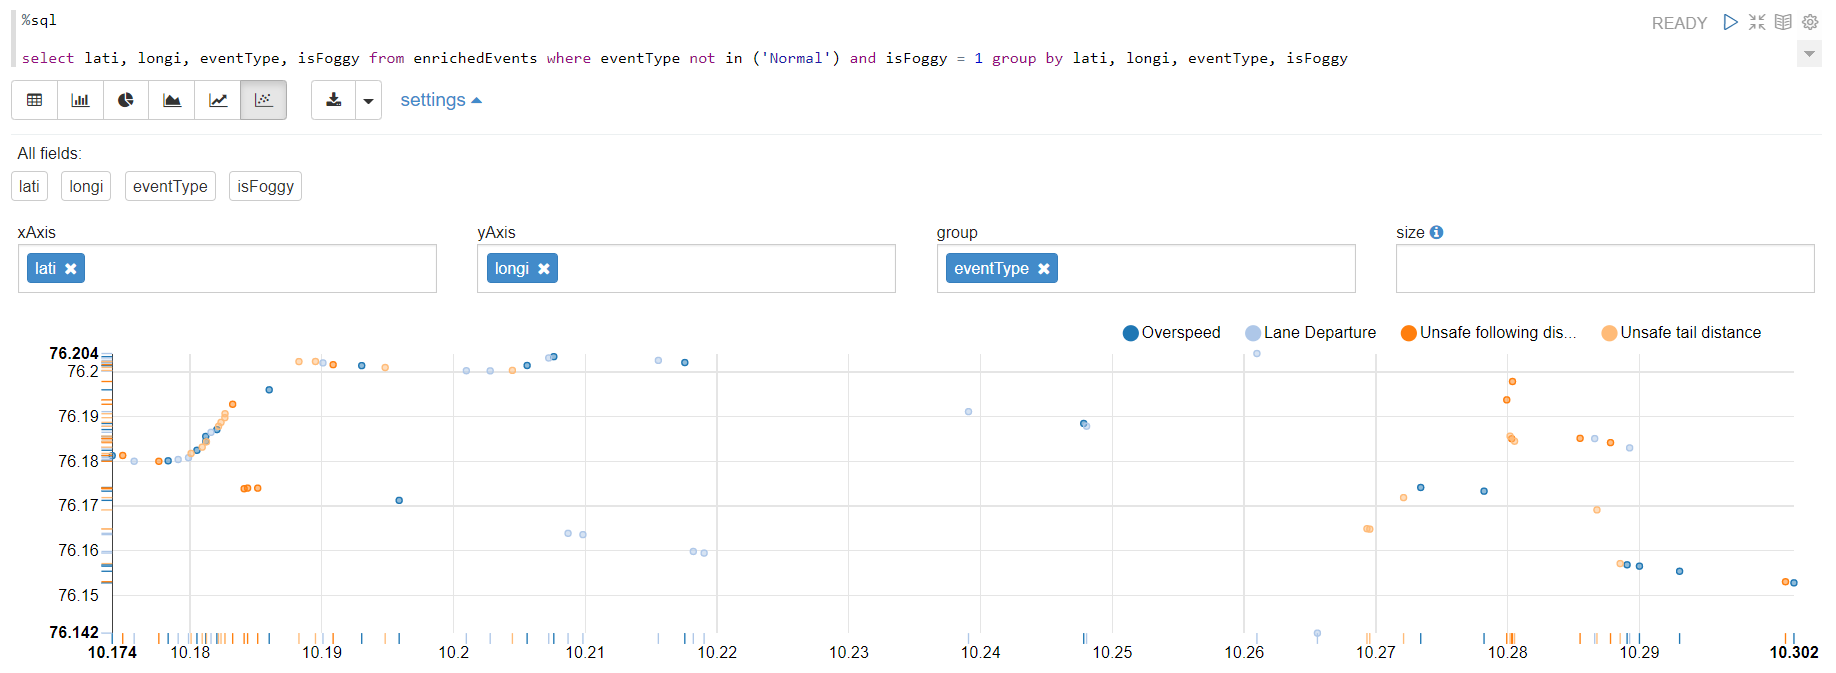 %sql
READY
select lati, longi, eventType, isFoggy from enrichedEvents where eventType not in ('Normal') and isFoggy = 1 group by lati, longi, eventType, isFoggy
settings
All fields:
lati longi eventType isFoggy
xAxis yAxis group size
lati longi eventType
Overspeed Lane Departure Unsafe following dis... Unsafe tail distance
76.204
76.2
76.19
76.18
76.17
76.16
76.15
76.142
10.174 10.18 10.19 10.2 10.21 10.22 10.23 10.24 10.25 10.26 10.27 10.28 10.29 10.302